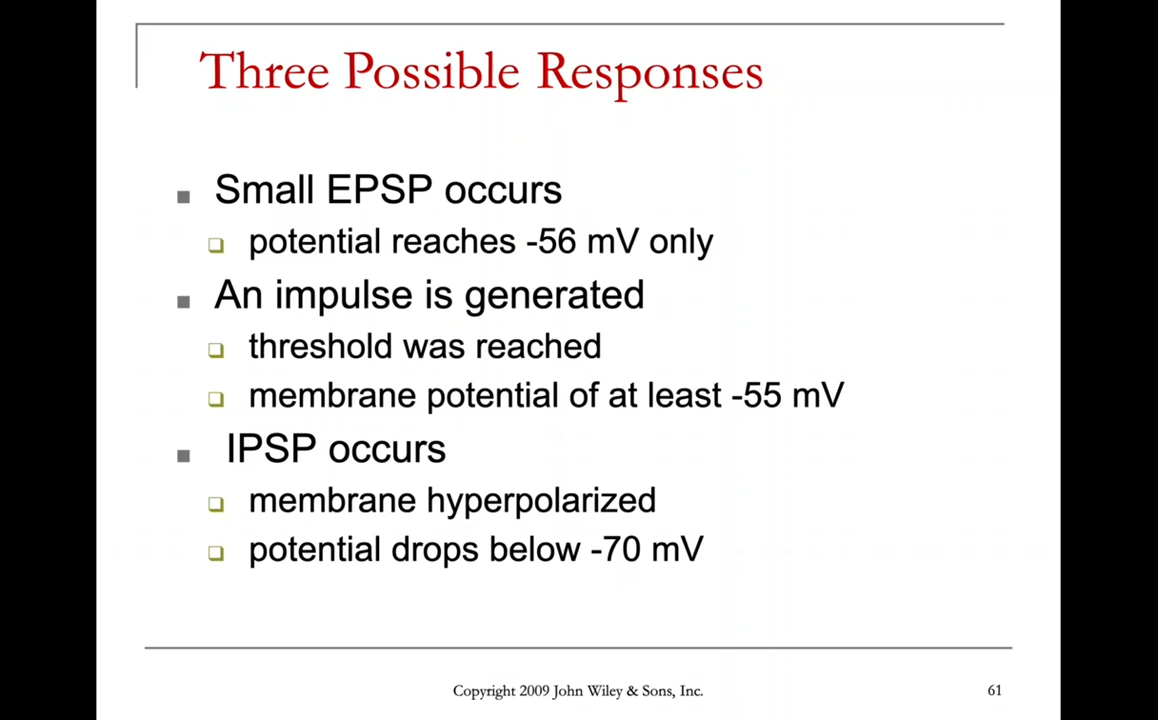 Three Possible Responses
Small EPSP occurs
potential reaches -56 mV only
An impulse is generated
threshold was reached
membrane potential of at least -55 mV
IPSP occurs
membrane hyperpolarized
potential drops below -70 mV
Copyright 2009 John Wiley & Sons, Inc.
61